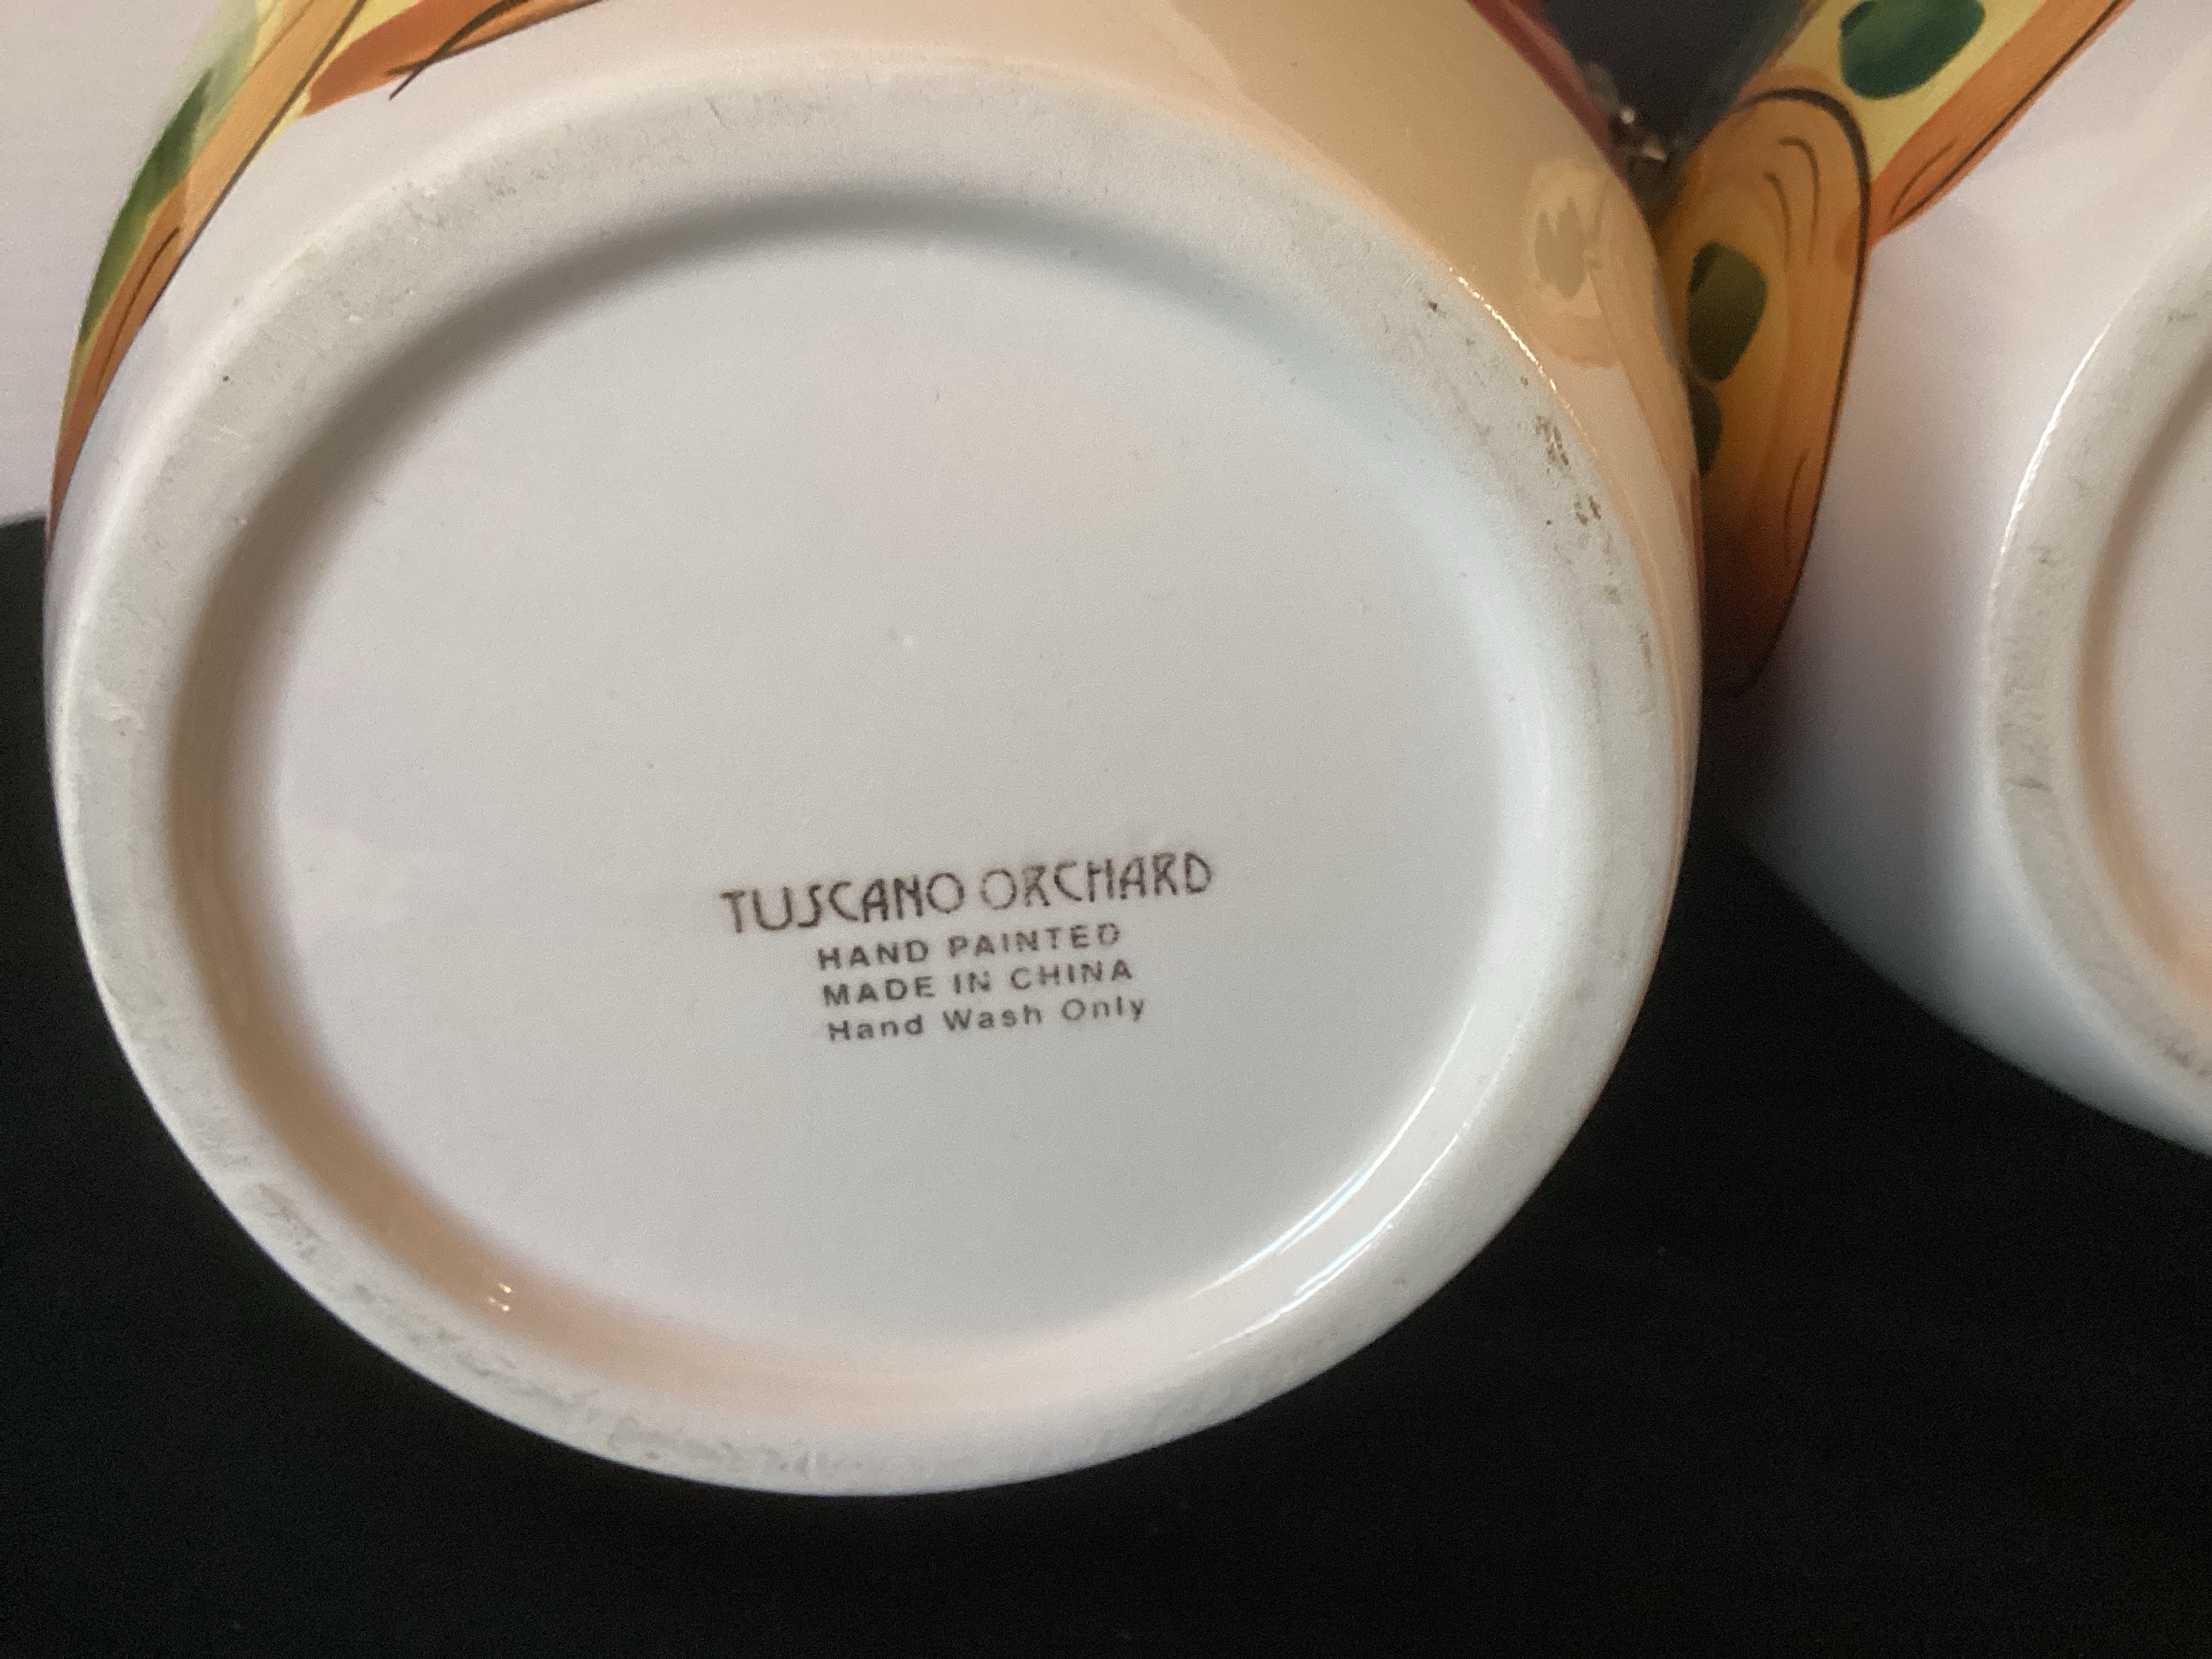 TUSCANO ORCHARD
HAND PAINTED
MADE IN CHINA
Hand Wash Only